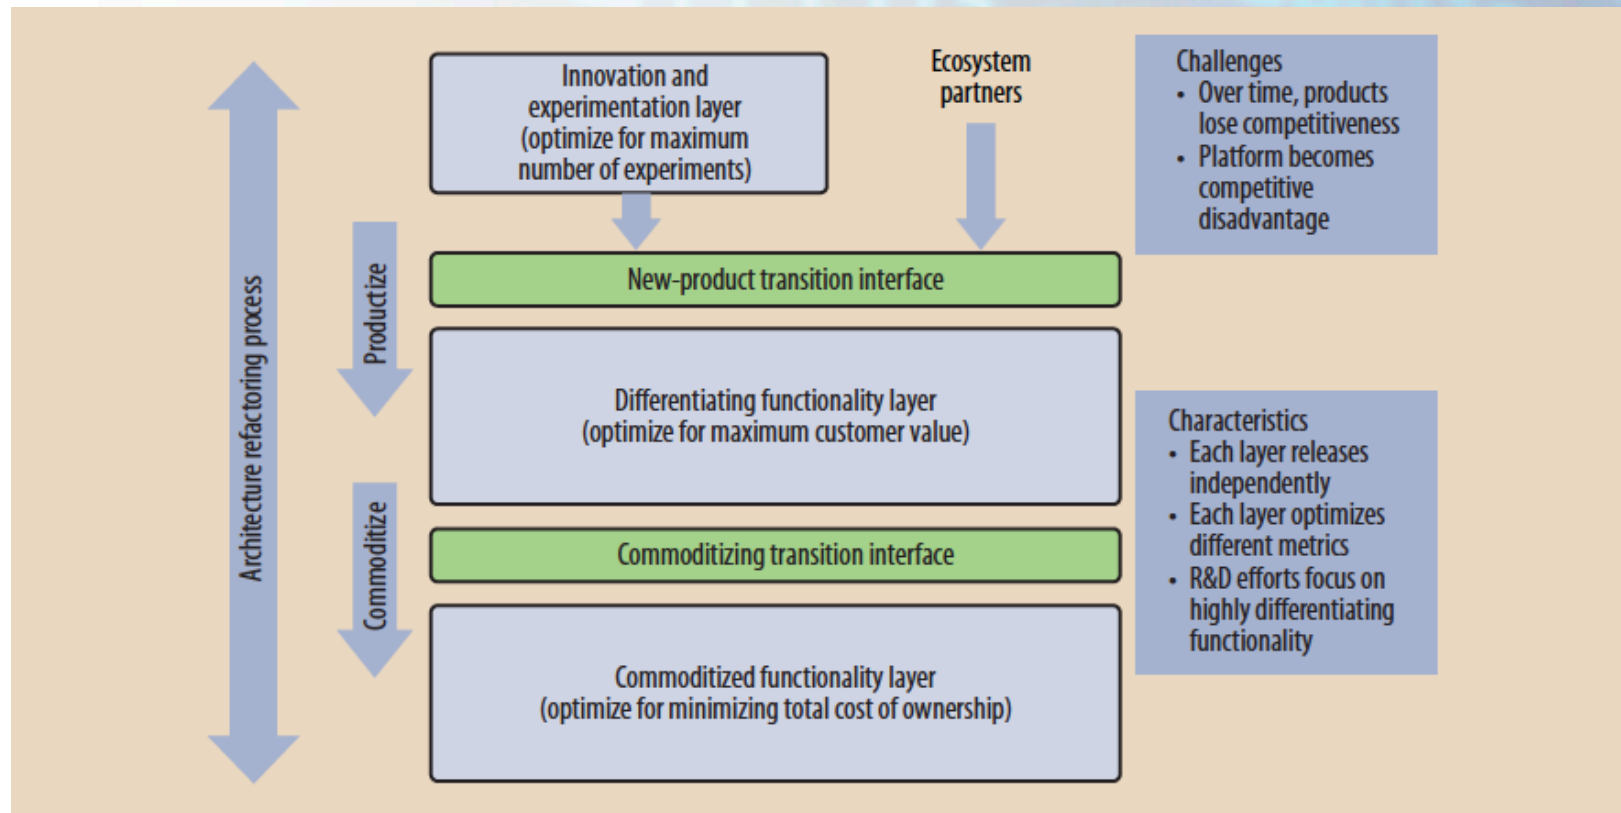 Architecture refactoring process
Productize
Commoditize
Innovation and
experimentation layer
(optimize for maximum
number of experiments)
Ecosystem
partners
New-product transition interface
Differentiating functionality layer
(optimize for maximum customer value)
Commoditizing transition interface
Commoditized functionality layer
(optimize for minimizing total cost of ownership)
Challenges
• Over time, products
lose competitiveness
• Platform becomes
competitive
disadvantage
Characteristics
• Each layer releases
independently
• Each layer optimizes
different metrics
• R&D efforts focus on
highly differentiating
functionality